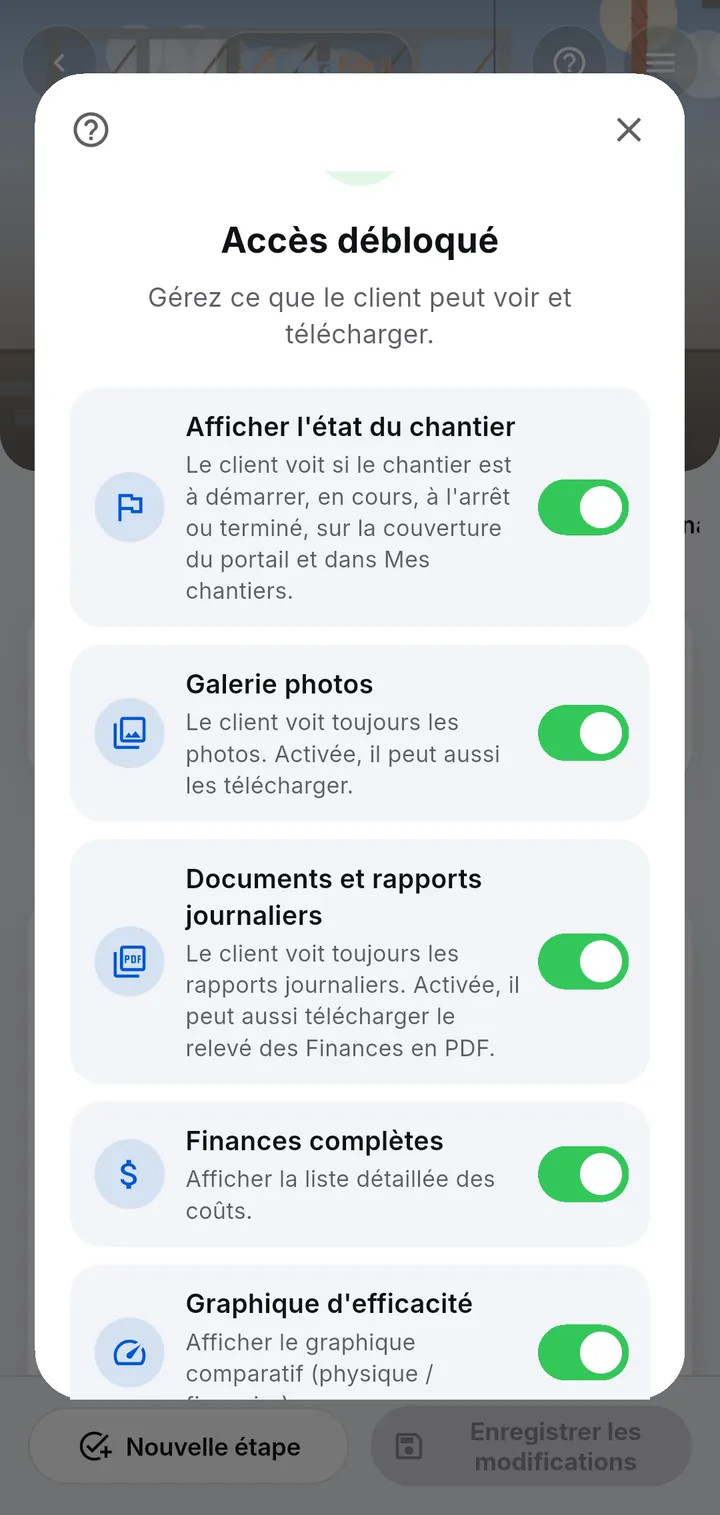 Accès débloqué
Gérez ce que le client peut voir et
télécharger.
Afficher l'état du chantier
Le client voit si le chantier est
à démarrer, en cours, à l'arrêt
ou terminé, sur la couverture
du portail et dans Mes
chantiers.
Galerie photos
Le client voit toujours les
photos. Activée, il peut aussi
les télécharger.
Documents et rapports
journaliers
PDF
Le client voit toujours les
rapports journaliers. Activée, il
peut aussi télécharger le
relevé des Finances en PDF.
Finances complètes
Afficher la liste détaillée des
coûts.
Graphique d'efficacité
Afficher le graphique
comparatif (physique /
Nouvelle étape
Enregistrer les
modifications